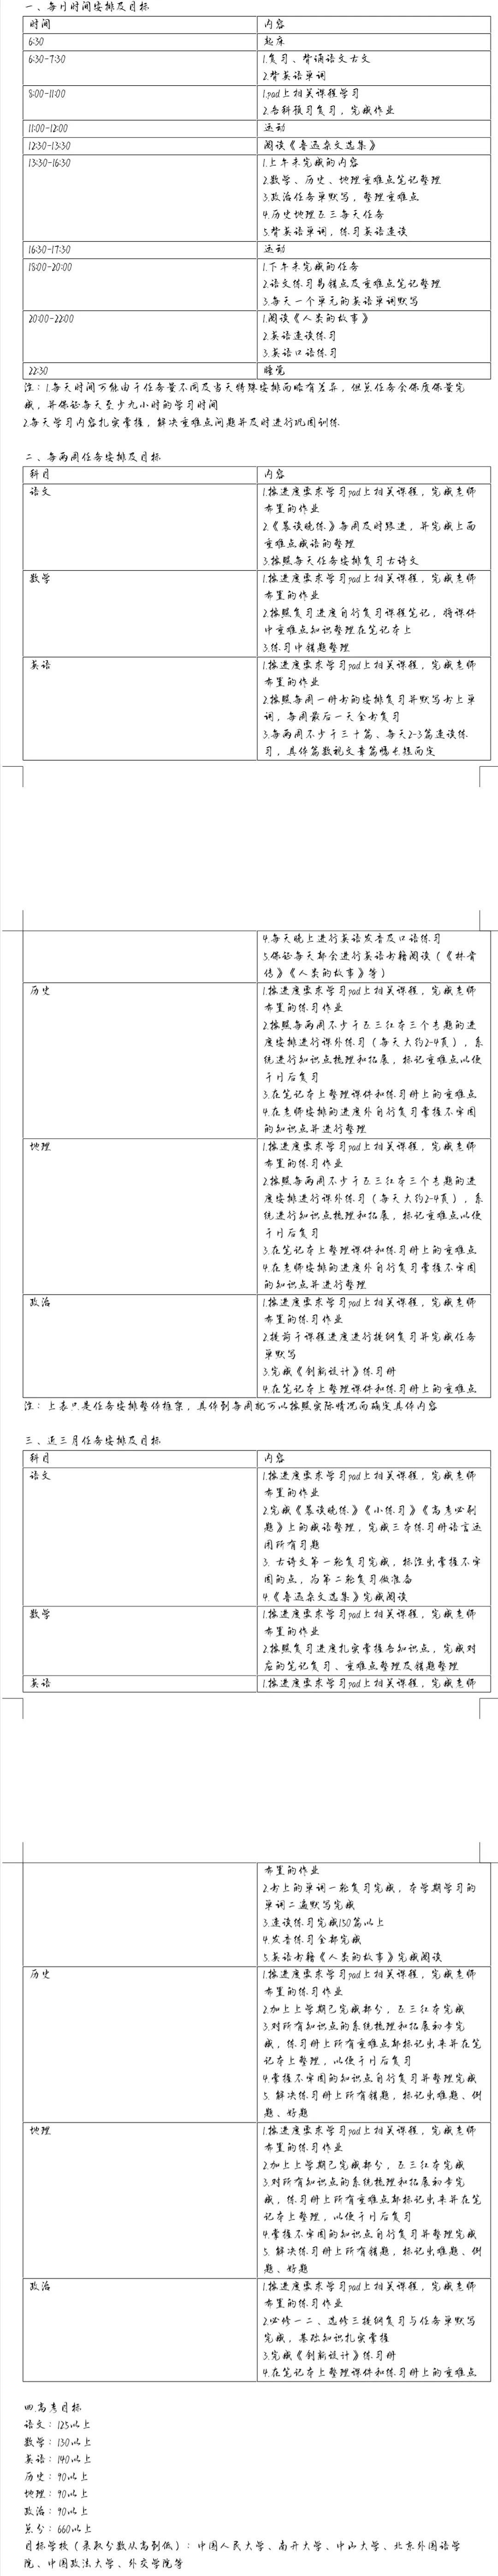 一、每日时间安排及目标
时间 内容
6:30 起床
6:30-7:30 1.复习、背诵语文古文
2.背英语单词
8:00-11:00 1.pad上相关课程学习
2.各科预习复习，完成作业
11:00-12:00 运动
12:30-13:30 阅读《鲁迅杂文选集》
13:30-16:30 1.上午未完成的内容
2.数学、历史、地理重难点笔记整理
3.政治任务单默写，整理重难点
4.历史地理五三每天任务
5.背英语单词，练习英语连读
16:30-17:30 运动
18:00-20:00 1.下午未完成的任务
2.语文练习易错点及重难点笔记整理
3.每天一个单元的英语单词默写
20:00-22:00 1.阅读《人类的故事》
2.英语连读练习
3.英语口语练习
22:30 睡觉
注：1.每天时间可能由于任务量不同及当天特殊安排而略有差异，但总任务会保质保量完
成，并保证每天至少九小时的学习时间
2.每天学习内容扎实掌握，解决重难点问题并及时进行巩固训练
二、每两周任务安排及目标
科目 内容
语文 1.按进度要求学习pad上相关课程，完成老师
布置的作业
2.《晨读晚练》每周及时跟进，并完成上面
重难点成语的整理
3.按照每天任务安排复习古诗文
数学 1.按进度要求学习pad上相关课程，完成老师
布置的作业
2.按照复习进度自行复习课程笔记，将课件
中重难点知识整理在笔记本上
3.练习中错题整理
英语 1.按进度要求学习pad上相关课程，完成老师
布置的作业
2.按照每周一册书的安排复习并默写书上单
词，每周最后一天全书复习
3.每两周不少于三十篇、每天2-3篇连读练
习，具体篇数视文章篇幅长短而定
4.每天晚上进行英语发音及口语练习
5.保证每天都会进行英语书籍阅读（《林肯
传》《人类的故事》等）
历史 1.按进度要求学习pad上相关课程，完成老师
布置的练习作业
2.按照每两周不少于五三红本三个专题的进
度安排进行课外练习（每天大约2-4页），系
统进行知识点梳理和拓展，标记重难点以便
于日后复习
3.在笔记本上整理课件和练习册上的重难点
4.在老师安排的进度外自行复习掌握不牢固
的知识点并进行整理
地理 1.按进度要求学习pad上相关课程，完成老师
布置的练习作业
2.按照每两周不少于五三红本三个专题的进
度安排进行课外练习（每天大约2-4页），系
统进行知识点梳理和拓展，标记重难点以便
于日后复习
3.在笔记本上整理课件和练习册上的重难点
4.在老师安排的进度外自行复习掌握不牢固
的知识点并进行整理
政治 1.按进度要求学习pad上相关课程，完成老师
布置的练习作业
2.提前于课程进度进行提纲复习并完成任务
单默写
3.完成《创新设计》练习册
4.在笔记本上整理课件和练习册上的重难点
注：上表只是任务安排整体框架，具体到每周就可以按照实际情况而确定具体内容
三、近三月任务安排及目标
科目 内容
语文 1.按进度要求学习pad上相关课程，完成老师
布置的作业
2.完成《晨读晚练》《小练习》《高考必刷
题》上的成语整理，完成三本练习册语言运
用所有习题
3. 古诗文第一轮复习完成，标注出掌握不牢
固的点，为第二轮复习做准备
4.《鲁迅杂文选集》完成阅读
数学 1.按进度要求学习pad上相关课程，完成老师
布置的作业
2.按照复习进度扎实掌握各知识点，完成对
应的笔记复习、重难点整理及错题整理
英语 1.按进度要求学习pad上相关课程，完成老师
布置的作业
2.书上的单词一轮复习完成，本学期学习的
单词二遍默写完成
3.连读练习完成150篇以上
4.发音练习全部完成
5.英语书籍《人类的故事》完成阅读
历史 1.按进度要求学习pad上相关课程，完成老师
布置的练习作业
2.加上上学期已完成部分，五三红本完成
3.对所有知识点的系统梳理和拓展初步完
成，练习册上所有重难点都标记出来并在笔
记本上整理，以便于日后复习
4.掌握不牢固的知识点自行复习并整理完成
5. 解决练习册上所有错题，标记出难题、例
题、好题
地理 1.按进度要求学习pad上相关课程，完成老师
布置的练习作业
2.加上上学期已完成部分，五三红本完成
3.对所有知识点的系统梳理和拓展初步完
成，练习册上所有重难点都标记出来并在笔
记本上整理，以便于日后复习
4.掌握不牢固的知识点自行复习并整理完成
5. 解决练习册上所有错题，标记出难题、例
题、好题
政治 1.按进度要求学习pad上相关课程，完成老师
布置的练习作业
2.必修一二、选修三提纲复习与任务单默写
完成，基础知识扎实掌握
3.完成《创新设计》练习册
4.在笔记本上整理课件和练习册上的重难点
四.高考目标
语文：125以上
数学：130以上
英语：140以上
历史：90以上
地理：90以上
政治：90以上
总分：660以上
目标学校（录取分数从高到低）：中国人民大学、南开大学、中山大学、北京外国语学
院、中国政法大学、外交学院等